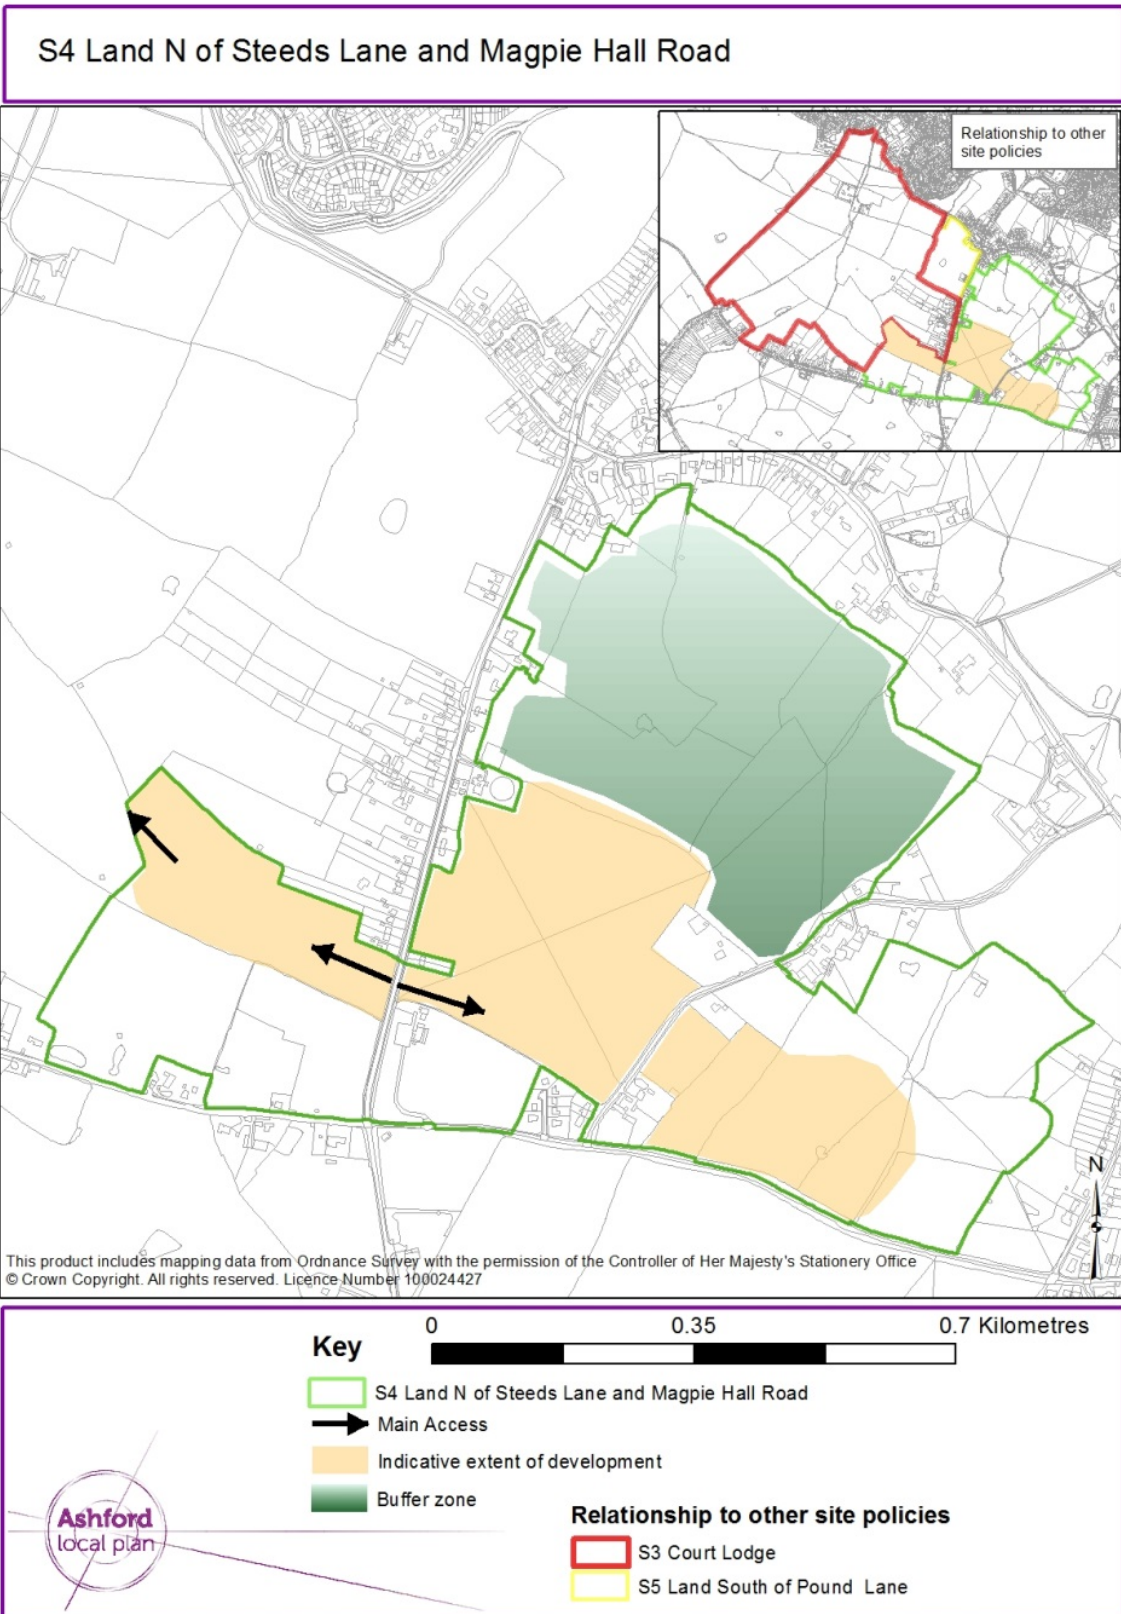 S4 Land N of Steeds Lane and Magpie Hall Road
Relationship to other
site policies
N
This product includes mapping data from Ordnance Survey with the permission of the Controller of Her Majesty's Stationery Office
© Crown Copyright. All rights reserved. Licence Number 100024427
0 0.35 0.7 Kilometres
Key
S4 Land N of Steeds Lane and Magpie Hall Road
Main Access
Indicative extent of development
Buffer zone
Relationship to other site policies
S3 Court Lodge
S5 Land South of Pound Lane
Ashford
local plan